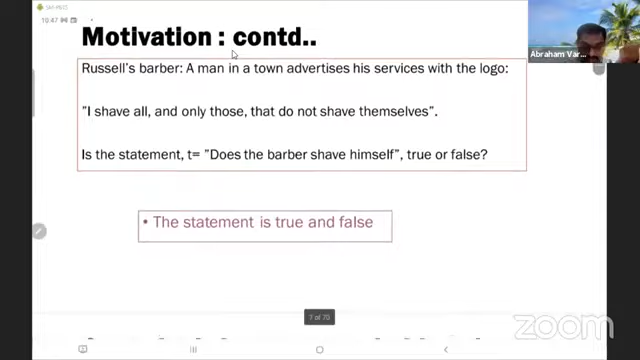 10:47
Motivation : contd..
Abraham Var...
Russell's barber: A man in a town advertises his services with the logo:
"I shave all, and only those, that do not shave themselves".
Is the statement, t= "Does the barber shave himself", true or false?
• The statement is true and false
7 of 70
zoom